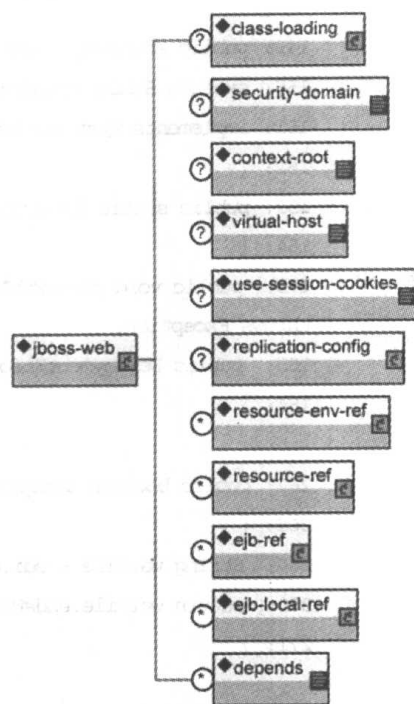 class-loading
?
security-domain
?
context-root
?
virtual-host
?
use-session-cookies
?
jboss-web
replication-config
?
resource-env-ref
*
resource-ref
*
ejb-ref
*
ejb-local-ref
*
depends
*